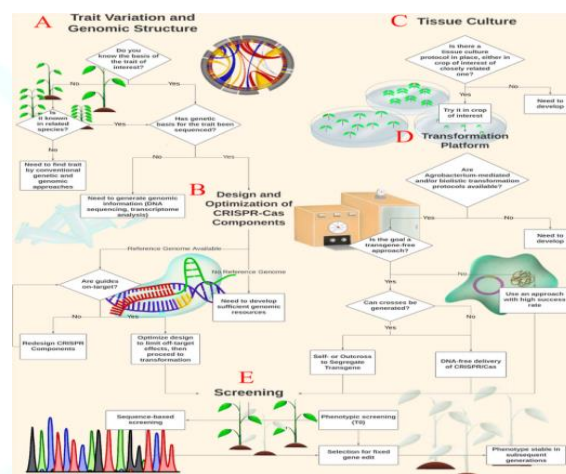 A
Trait Variation and
Genomic Structure
Do you
know the basis of
the trait of
interest?
No
Yes
Is
it known
in related
species?
Yes
Has genetic
basis for the trait been
sequenced?
No
No
Yes
Need to find trait
by conventional
genetic and
genomic
approaches
Need to generate genomic
information (DNA
sequencing, transcriptome
analysis)
B
Design and
Optimization of
CRISPR-Cas
Components
Reference Genome Available
No Reference Genome
Are
guides
on-target?
Need to develop
sufficient genomic
resources
No
Yes
Redesign CRISPR
Components
Optimize design
to limit off-target
effects, then
proceed to
transformation
C
Tissue Culture
Is there a
tissue culture
protocol in place, either
in crop of interest of
closely related
one?
Yes
No
Try it in crop
of interest
Need to
develop
D
Transformation
Platform
Are
Agrobacterium-mediated
and/or biolistic transformation
protocols available?
Yes
No
Need to
develop
Is the goal a
transgene-free
approach?
No
Yes
Use an approach
with high success
rate
Can crosses be
generated?
Yes
No
Self- or Outcross
to Segregate
Transgene
DNA-free delivery
of CRISPR/Cas
E
Screening
Sequence-based
screening
Phenotypic screening
(T0)
Selection for fixed
gene edit
Phenotype stable in
subsequent
generations